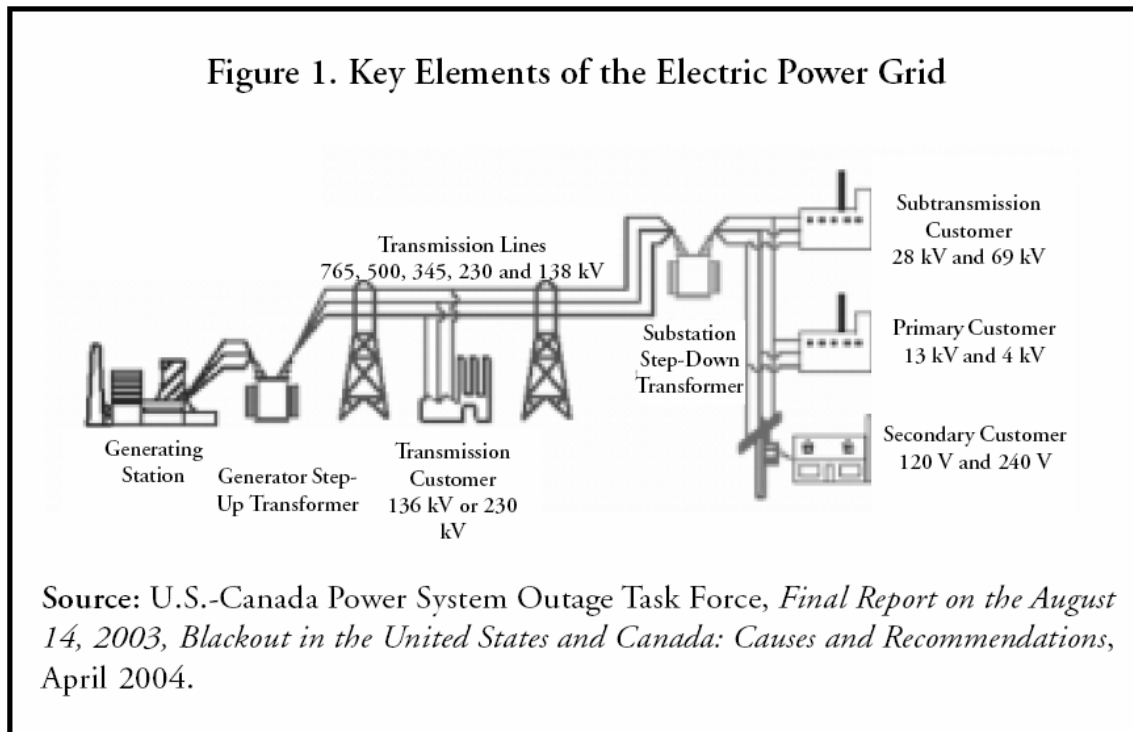 Figure 1. Key Elements of the Electric Power Grid
Transmission Lines
765, 500, 345, 230 and 138 kV
Subtransmission
Customer
28 kV and 69 kV
Substation
Step-Down
Transformer
Primary Customer
13 kV and 4 kV
Secondary Customer
120 V and 240 V
Generating
Station
Generator Step-
Up Transformer
Transmission
Customer
136 kV or 230
kV
Source: U.S.-Canada Power System Outage Task Force, Final Report on the August
14, 2003, Blackout in the United States and Canada: Causes and Recommendations,
April 2004.